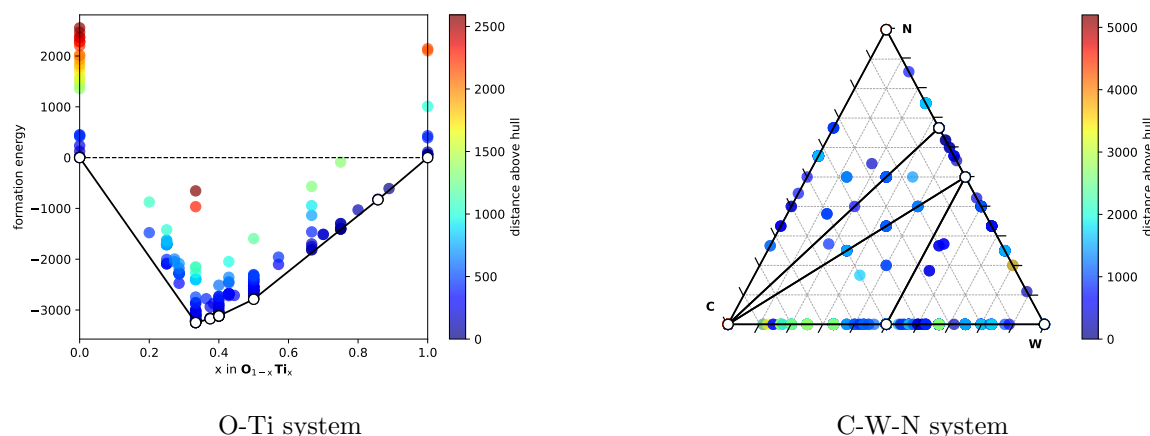 2000
1000
0
−1000
−2000
−3000
formation energy
0.0 0.2 0.4 0.6 0.8 1.0
x in O₁₋ₓTiₓ
2500
2000
1500
1000
500
0
distance above hull
O-Ti system
N
C
W
5000
4000
3000
2000
1000
0
distance above hull
C-W-N system